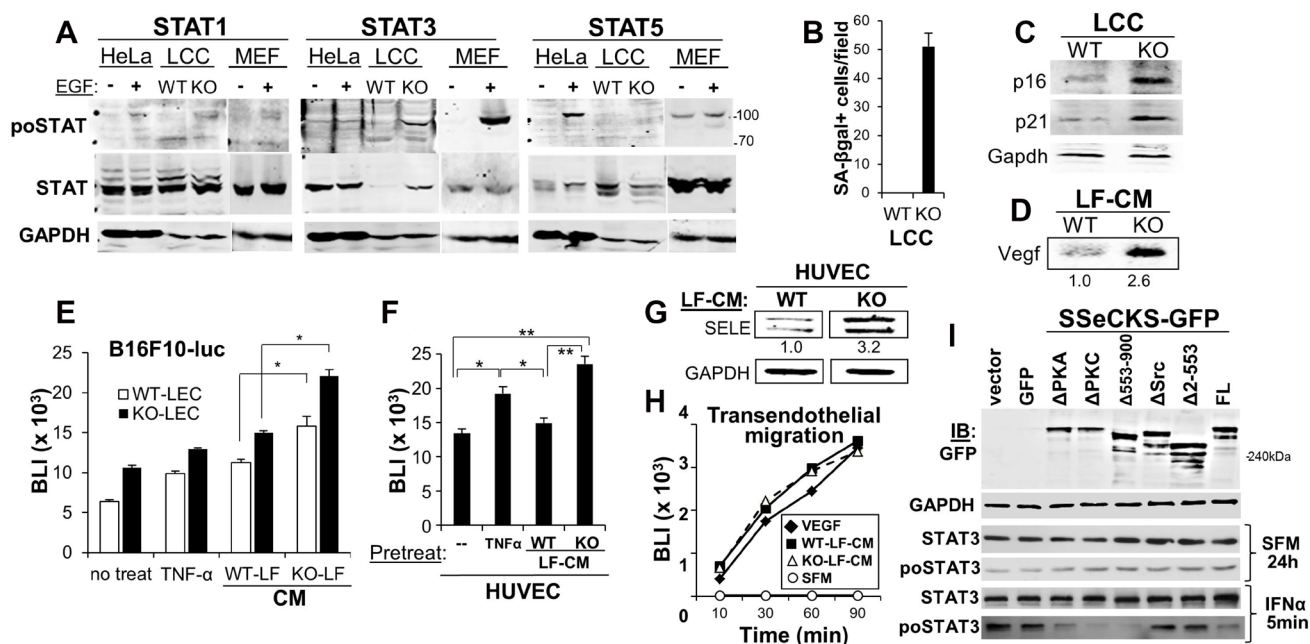 A
STAT1 STAT3 STAT5
HeLa LCC MEF HeLa LCC MEF HeLa LCC MEF
EGF: - + WT KO - + - + WT KO - + - + WT KO - +
poSTAT
-100
-70
STAT
GAPDH
B
SA-βgal+ cells/field
60
50
40
30
20
10
0
WT KO
LCC
C
LCC
WT KO
p16
p21
Gapdh
D
LF-CM
WT KO
Vegf
1.0 2.6
E
B16F10-luc
WT-LEC
KO-LEC
BLI (x 10³)
25
20
15
10
5
0
* *
no treat TNF-α WT-LF KO-LF
CM
F
BLI (x 10³)
25
20
15
10
5
0
**
* * **
Pretreat: -- TNFα WT KO
LF-CM
HUVEC
G
HUVEC
LF-CM: WT KO
SELE
1.0 3.2
GAPDH
H
Transendothelial
migration
BLI (x 10³)
4
3
2
1
0
VEGF
WT-LF-CM
KO-LF-CM
SFM
10 30 60 90
Time (min)
I
SSeCKS-GFP
vector GFP ΔPKA ΔPKC Δ553-900 ΔSrc Δ2-553 FL
IB:
GFP
-240kDa
GAPDH
STAT3
poSTAT3
SFM
24h
STAT3
poSTAT3
IFNα
5min